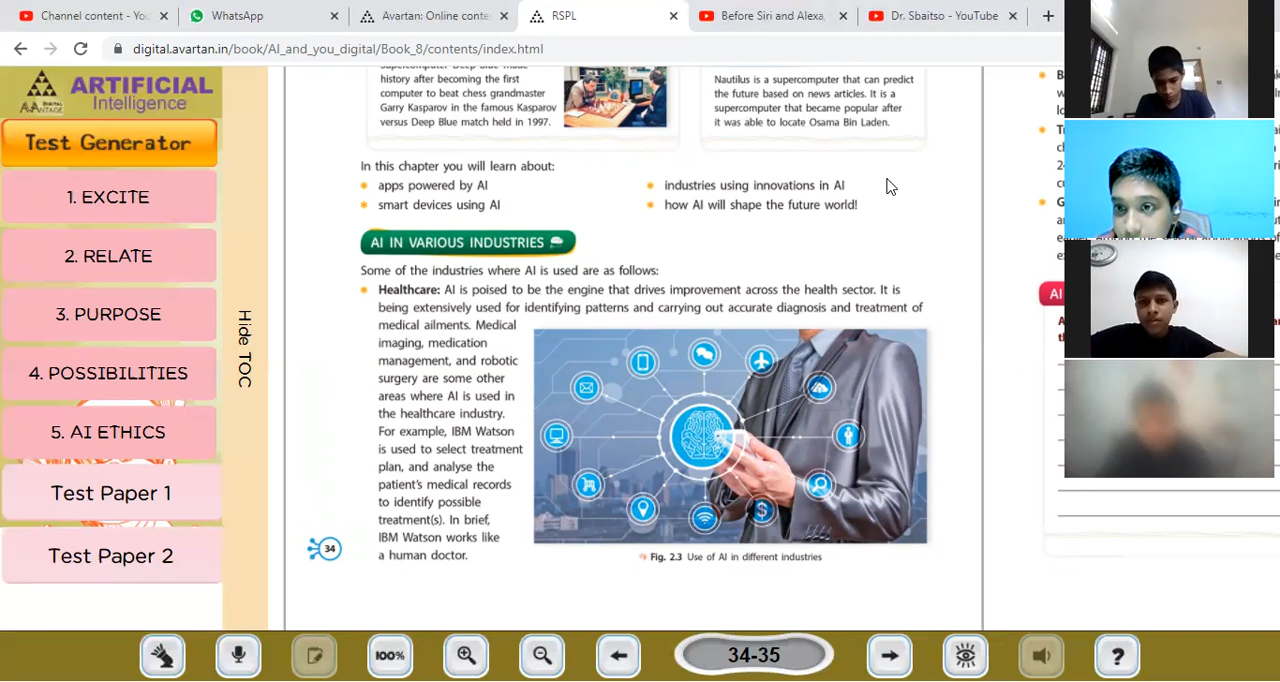 Channel content - You
WhatsApp
Avartan: Online conte
RSPL
Before Siri and Alexa,
Dr. Sbaitso - YouTube
digital.avartan.in/book/AI_and_you_digital/Book_8/contents/index.html
ARTIFICIAL
Intelligence
Test Generator
1. EXCITE
2. RELATE
3. PURPOSE
4. POSSIBILITIES
5. AI ETHICS
Test Paper 1
Test Paper 2
Hide TOC
history after becoming the first
computer to beat chess grandmaster
Garry Kasparov in the famous Kasparov
versus Deep Blue match held in 1997.
Nautilus is a supercomputer that can predict
the future based on news articles. It is a
supercomputer that became popular after
it was able to locate Osama Bin Laden.
In this chapter you will learn about:
apps powered by AI
smart devices using AI
industries using innovations in AI
how AI will shape the future world!
AI IN VARIOUS INDUSTRIES
Some of the industries where AI is used are as follows:
Healthcare: AI is poised to be the engine that drives improvement across the health sector. It is
being extensively used for identifying patterns and carrying out accurate diagnosis and treatment of
medical ailments. Medical
imaging, medication
management, and robotic
surgery are some other
areas where AI is used in
the healthcare industry.
For example, IBM Watson
is used to select treatment
plan, and analyse the
patient's medical records
to identify possible
treatment(s). In brief,
IBM Watson works like
a human doctor.
Fig. 2.3 Use of AI in different industries
34
AI
100%
34-35
?